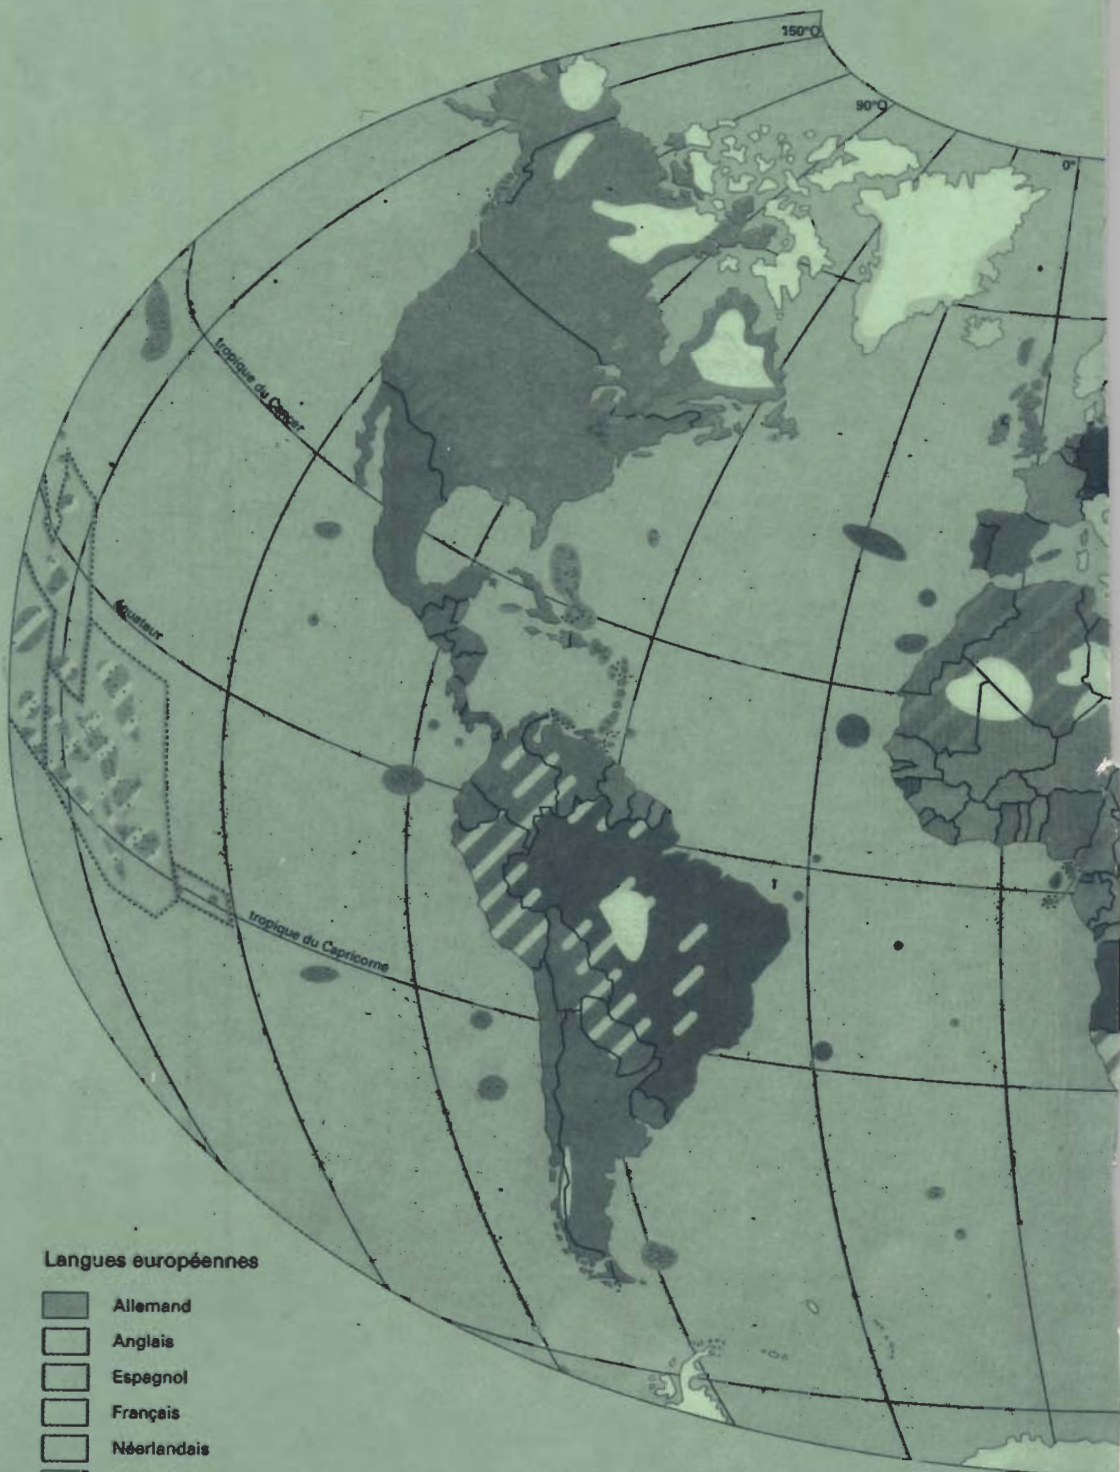 150°O
90°O
0°
tropique du Cancer
équateur
tropique du Capricorne
Langues européennes
Allemand
Anglais
Espagnol
Français
Néerlandais